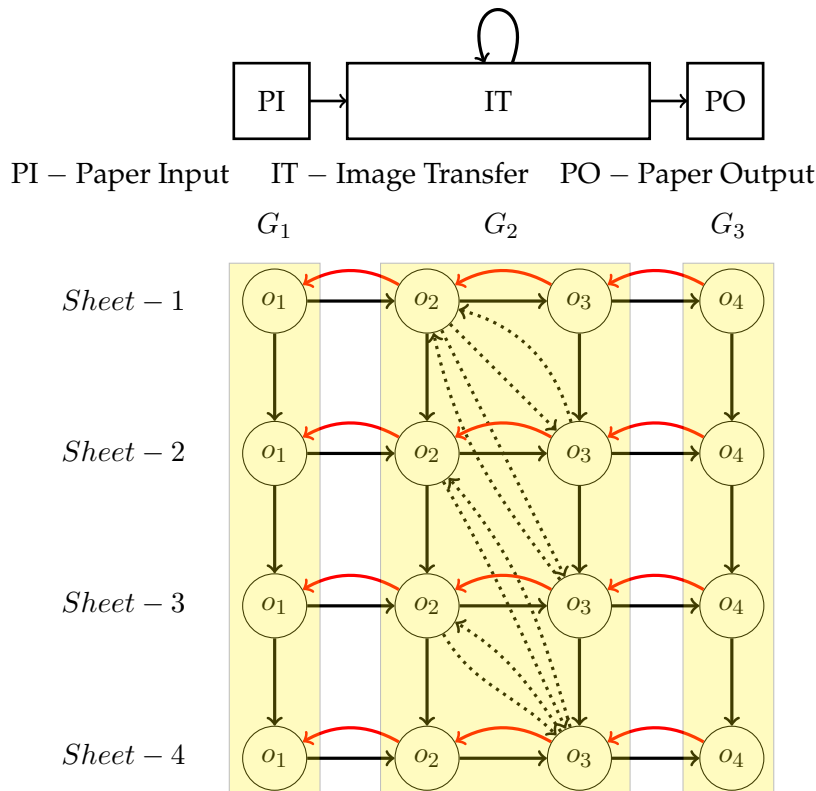 PI IT PO
PI – Paper Input IT – Image Transfer PO – Paper Output
G₁ G₂ G₃
Sheet − 1 o₁ o₂ o₃ o₄
Sheet − 2 o₁ o₂ o₃ o₄
Sheet − 3 o₁ o₂ o₃ o₄
Sheet − 4 o₁ o₂ o₃ o₄